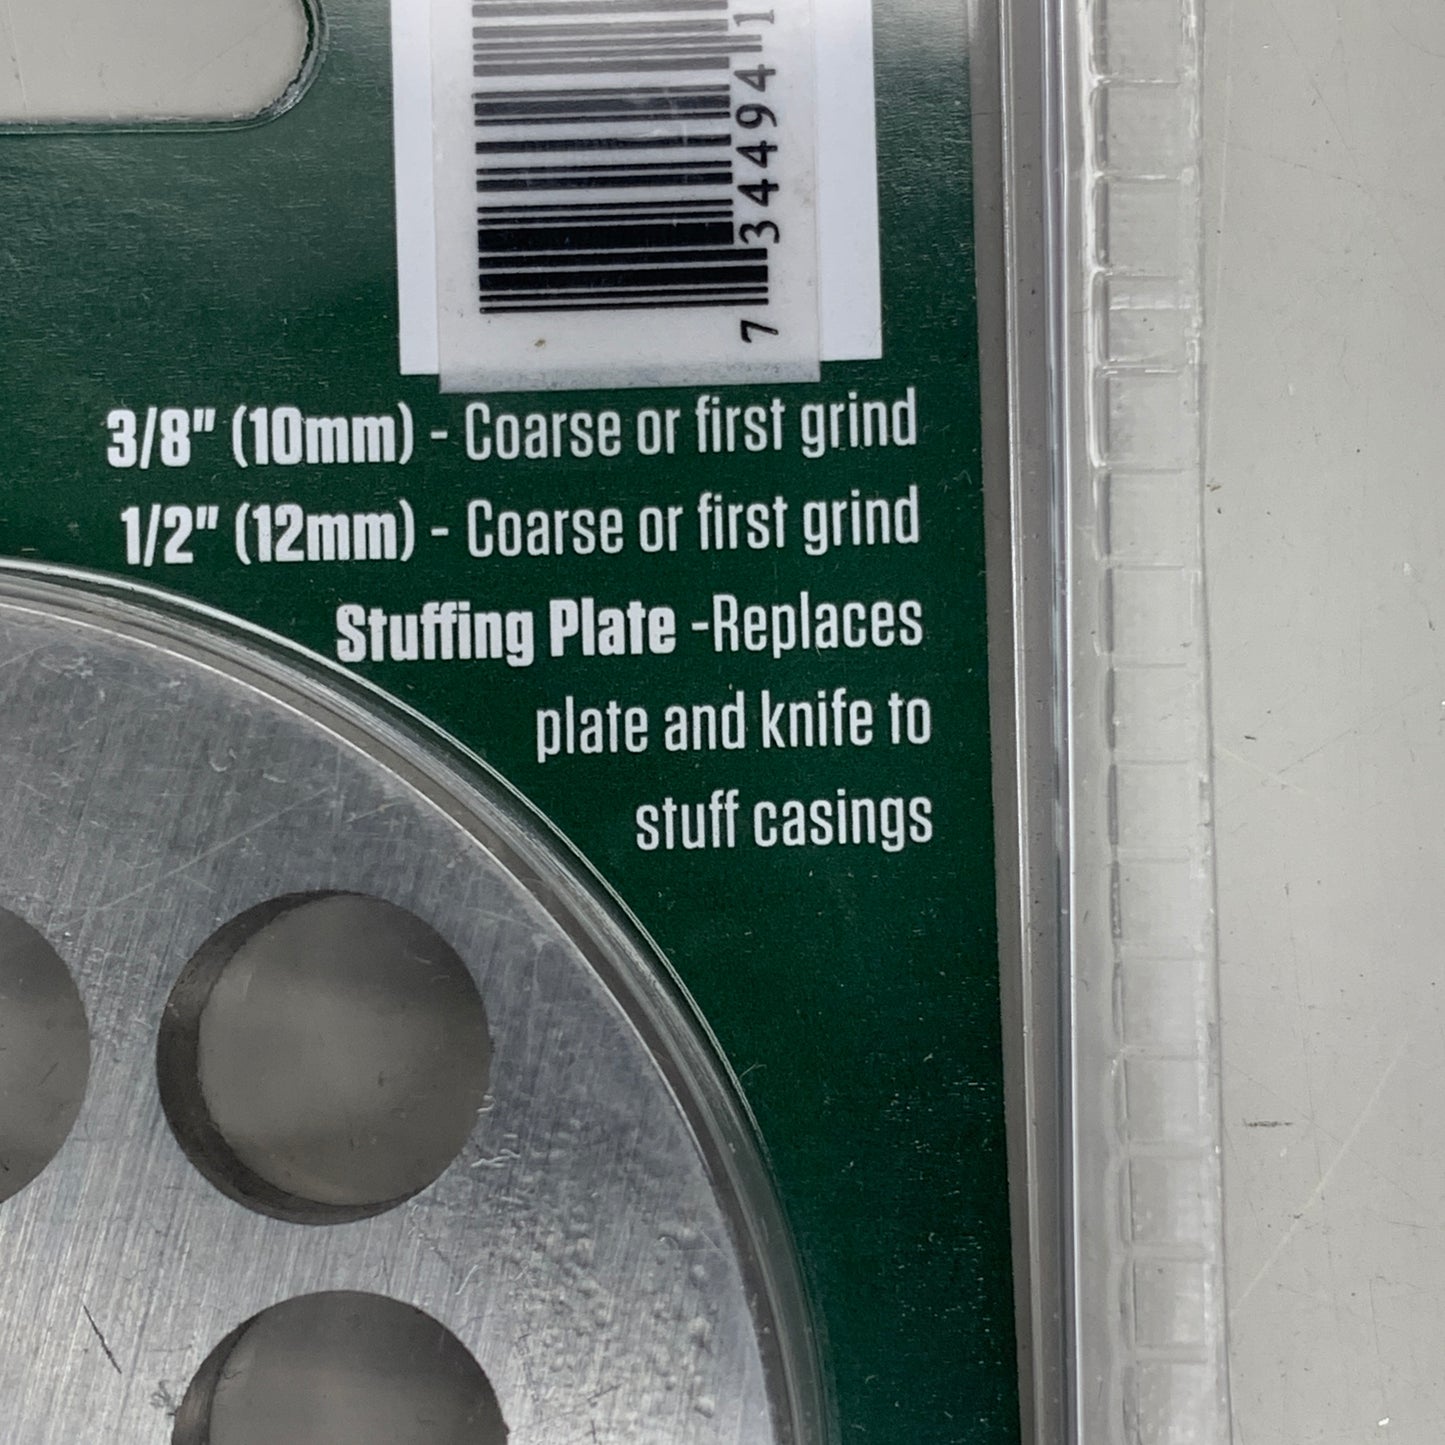 7 34494 1
3/8" (10mm) - Coarse or first grind
1/2" (12mm) - Coarse or first grind
Stuffing Plate -Replaces
plate and knife to
stuff casings